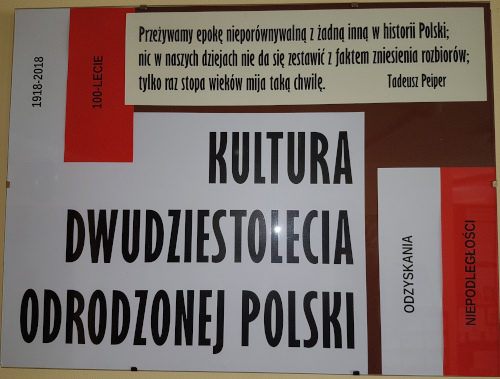 1918-2018
100-LECIE
Przeżywamy epokę nieporównywalną z żadną inną w historii Polski;
nic w naszych dziejach nie da się zestawić z faktem zniesienia rozbiorów;
tylko raz stopa wieków mija taką chwilę.
Tadeusz Peiper
KULTURA
DWUDZIESTOLECIA
ODRODZONEJ POLSKI
ODZYSKANIA
NIEPODLEGŁOŚCI